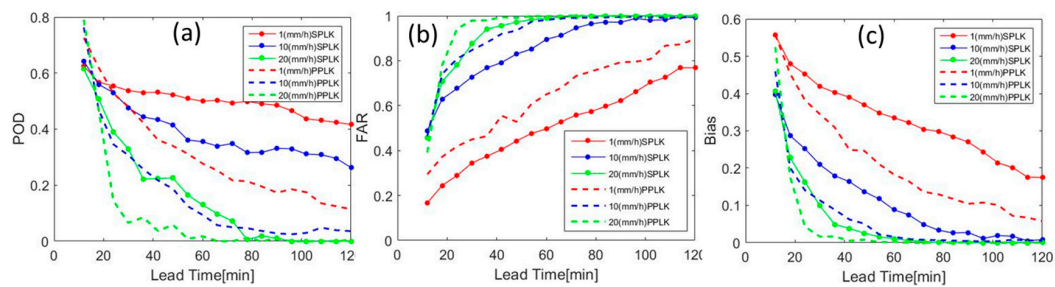 (a)
1(mm/h)SPLK
10(mm/h)SPLK
20(mm/h)SPLK
1(mm/h)PPLK
10(mm/h)PPLK
20(mm/h)PPLK
POD
0.8
0.6
0.4
0.2
0
0 20 40 60 80 100 120
Lead Time[min]
(b)
1(mm/h)SPLK
10(mm/h)SPLK
20(mm/h)SPLK
1(mm/h)PPLK
10(mm/h)PPLK
20(mm/h)PPLK
FAR
1
0.8
0.6
0.4
0.2
0
0 20 40 60 80 100 120
Lead Time[min]
(c)
1(mm/h)SPLK
10(mm/h)SPLK
20(mm/h)SPLK
1(mm/h)PPLK
10(mm/h)PPLK
20(mm/h)PPLK
Bias
0.6
0.5
0.4
0.3
0.2
0.1
0
0 20 40 60 80 100 120
Lead Time[min]